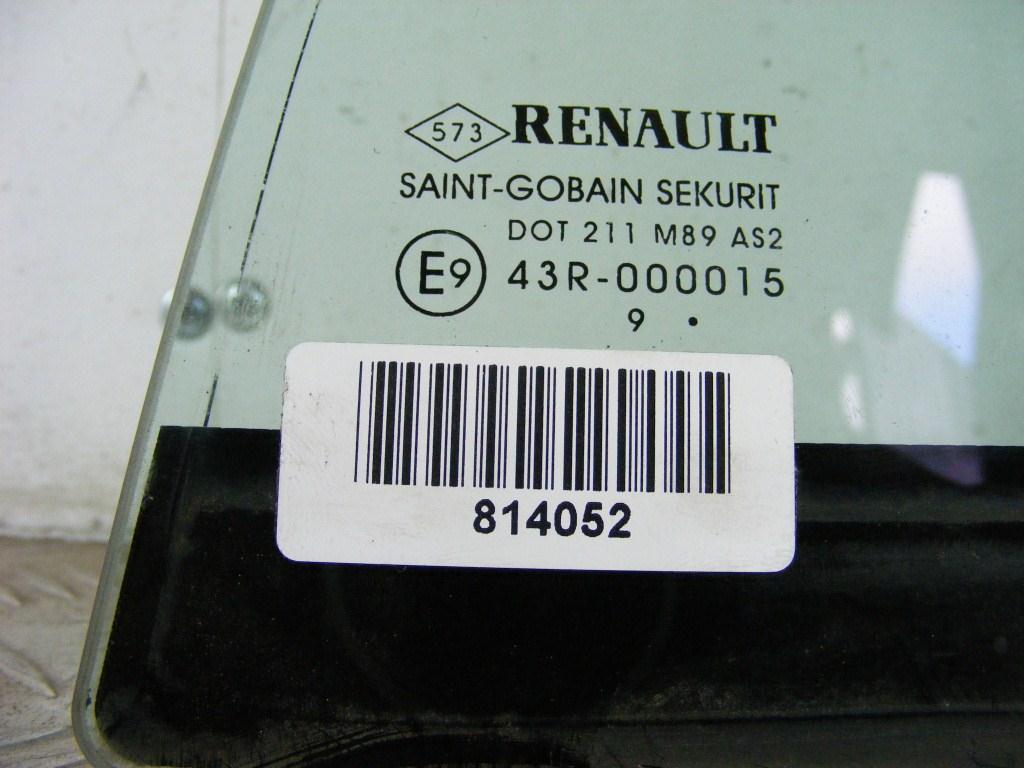 573 RENAULT
SAINT-GOBAIN SEKURIT
DOT 211 M89 AS2
E9 43R-000015
9 .
814052